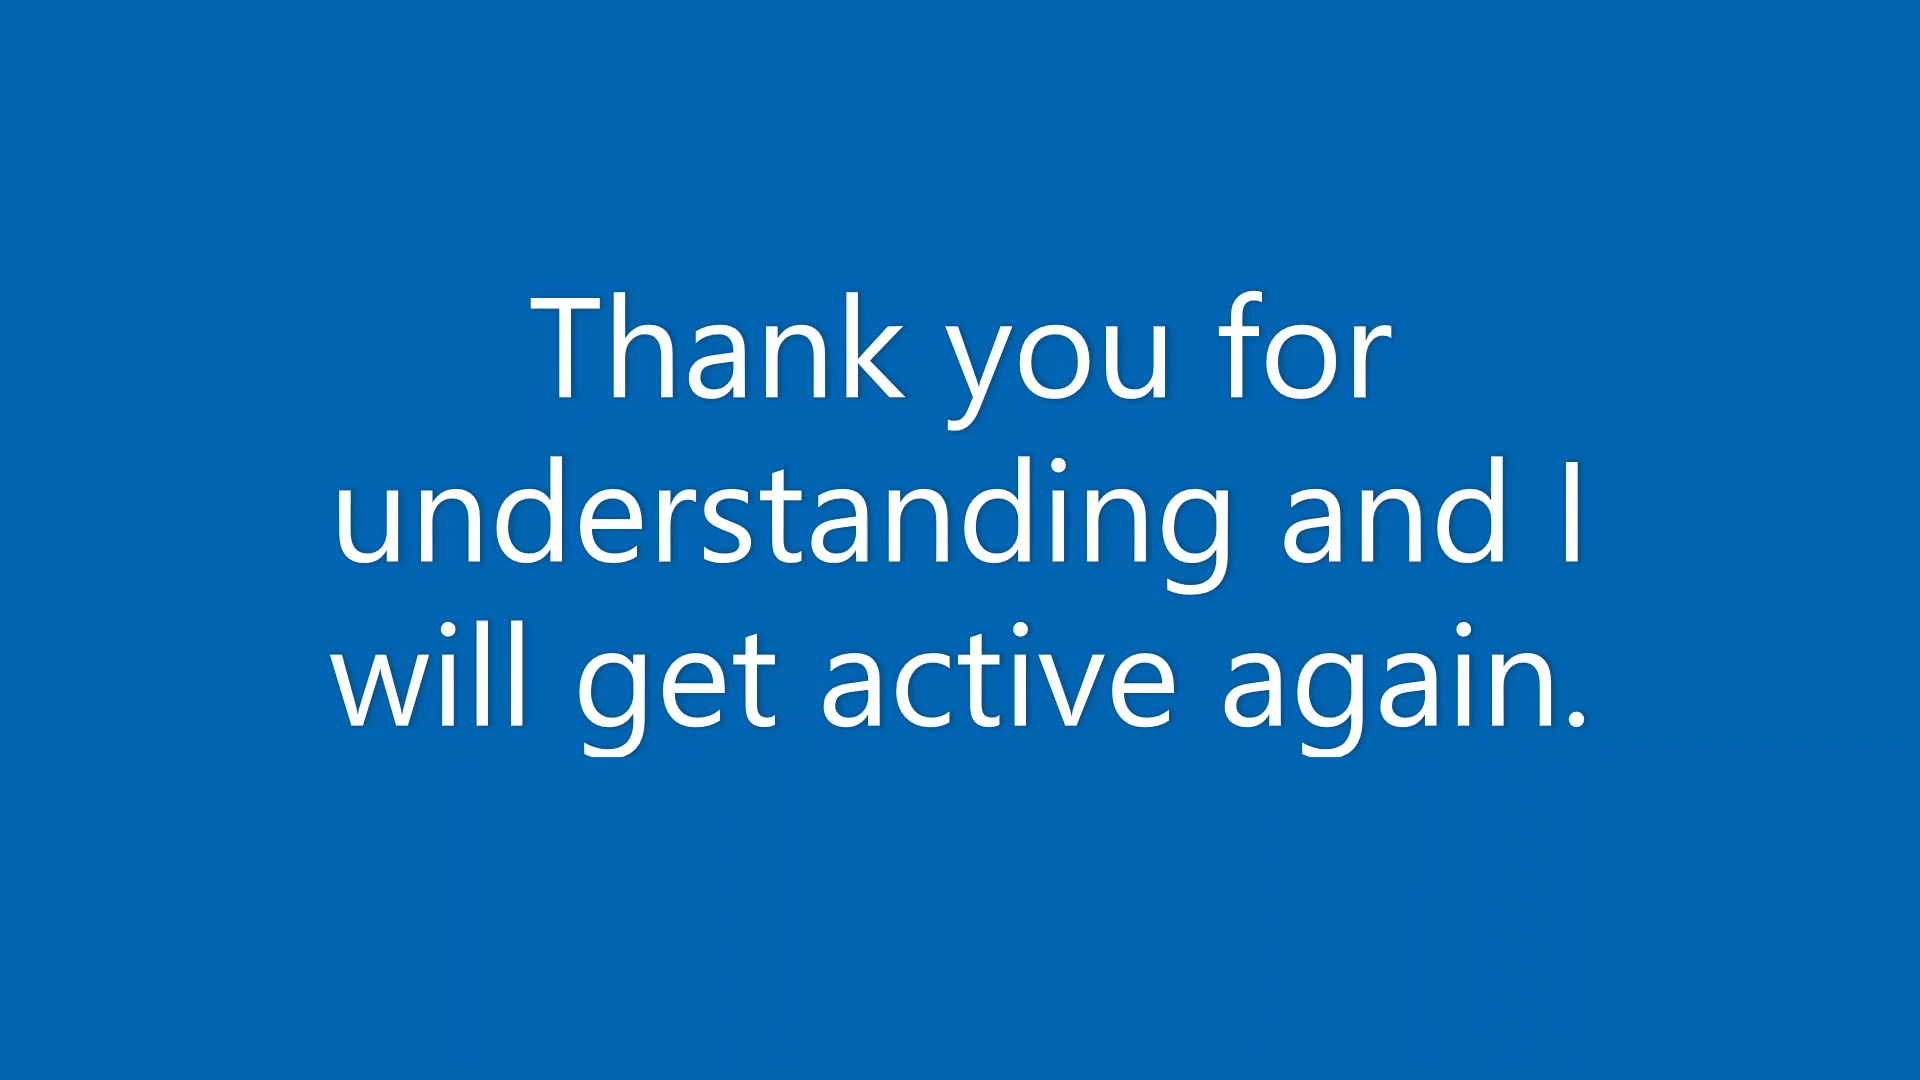 Thank you for
understanding and I
will get active again.